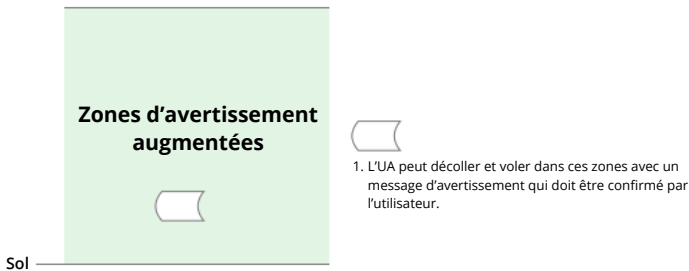 Zones d’avertissement
augmentées
1. L’UA peut décoller et voler dans ces zones avec un
message d’avertissement qui doit être confirmé par
l’utilisateur.
Sol